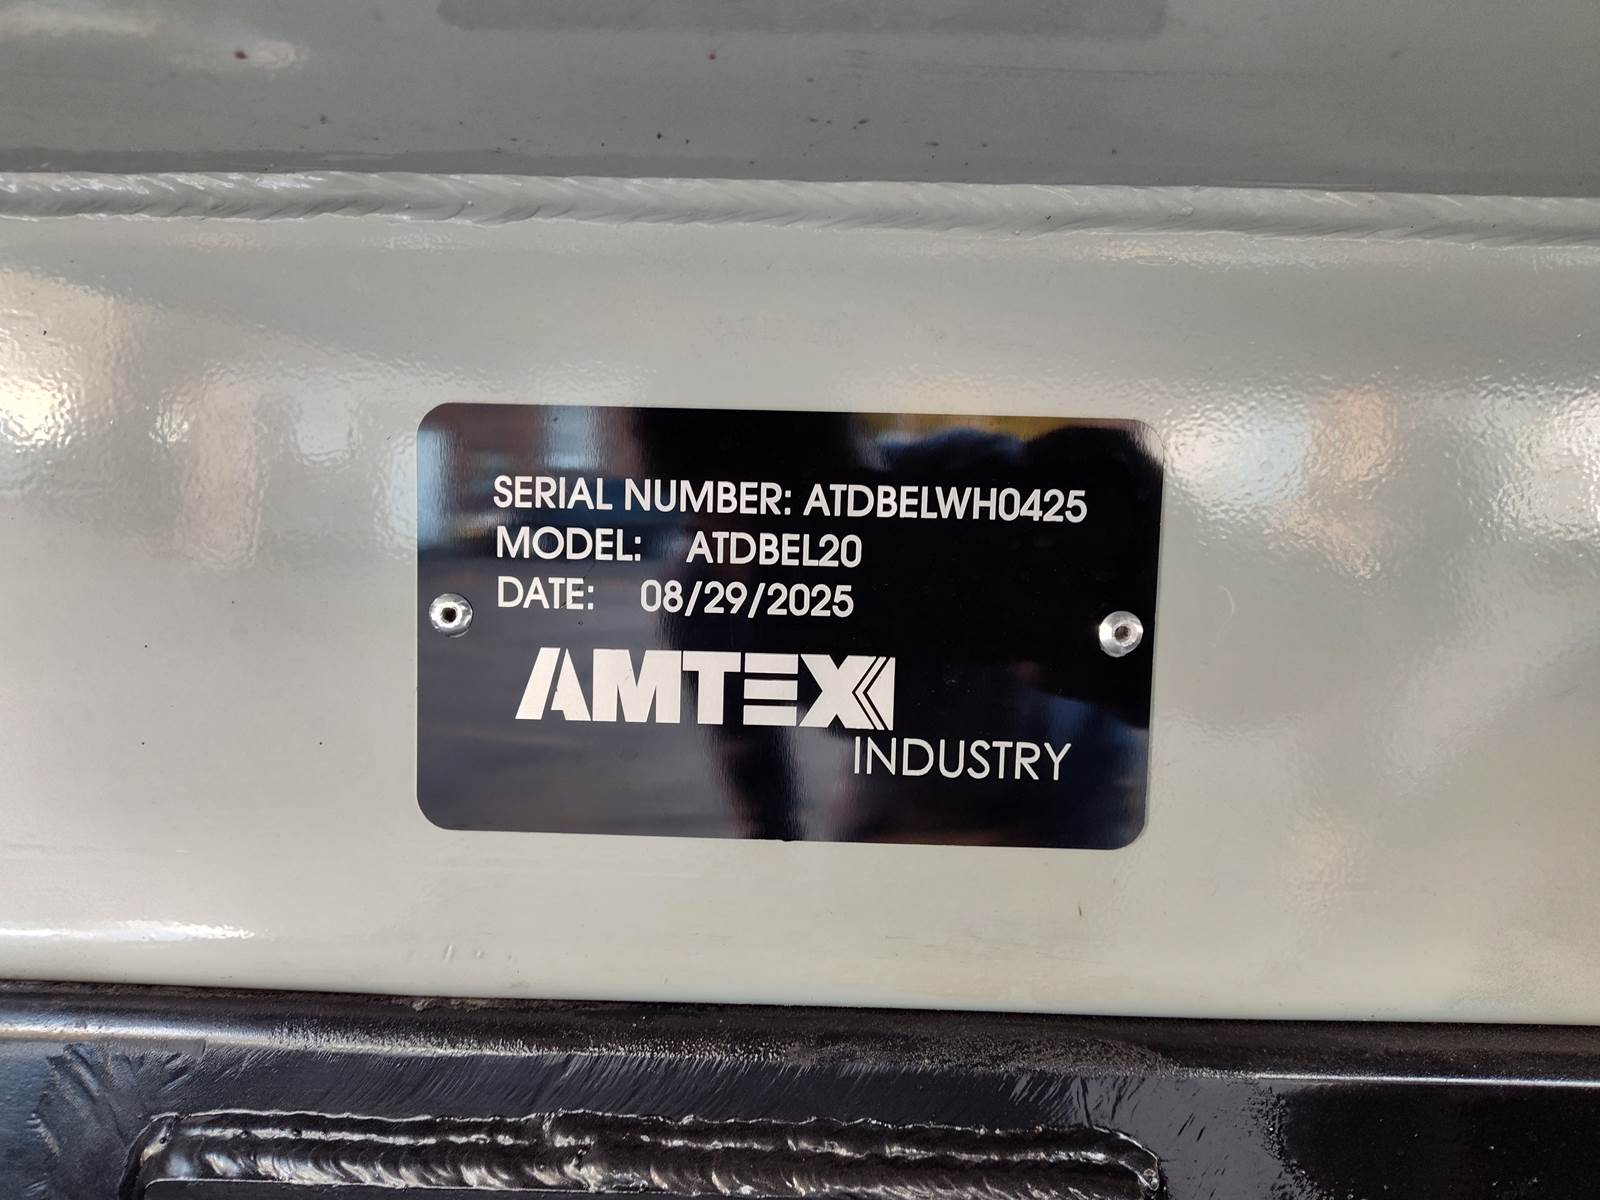 SERIAL NUMBER: ATDBELWH0425
MODEL: ATDBEL20
DATE: 08/29/2025
AMTEX
INDUSTRY